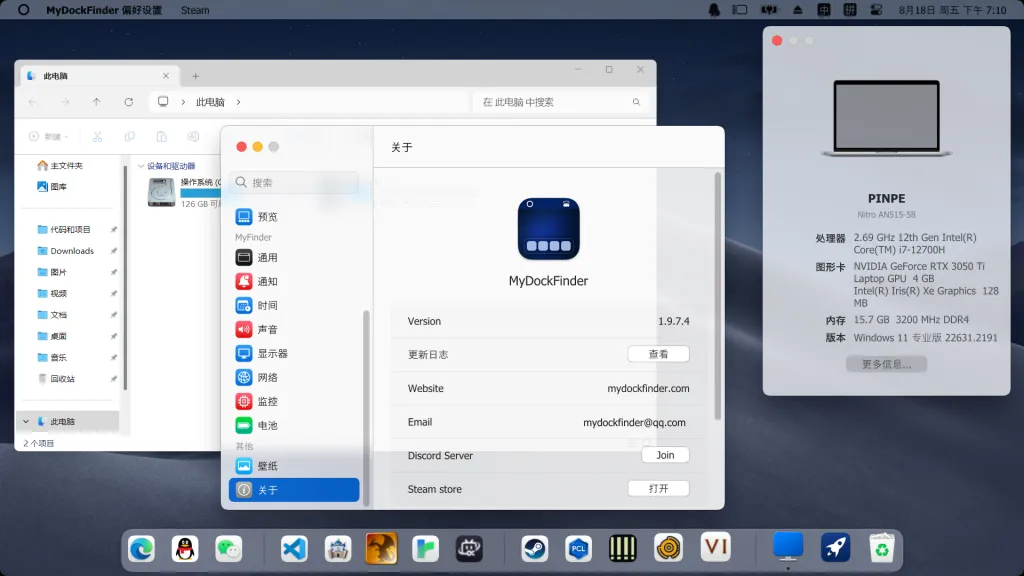 MyDockFinder 偏好设置 Steam
中 拼 8月18日 周五 下午 7:10
此电脑
此电脑
在 此电脑 中搜索
新建
主文件夹
图库
代码和项目
Downloads
图片
视频
文档
桌面
音乐
回收站
此电脑
2 个项目
设备和驱动器
操作系统 (C
126 GB 可
搜索
预览
MyFinder
通用
通知
时间
声音
显示器
网络
监控
电池
其他
壁纸
关于
关于
MyDockFinder
Version 1.9.7.4
更新日志 查看
Website mydockfinder.com
Email mydockfinder@qq.com
Discord Server Join
Steam store 打开
PINPE
Nitro AN515-58
处理器 2.69 GHz 12th Gen Intel(R)
Core(TM) i7-12700H
图形卡 NVIDIA GeForce RTX 3050 Ti
Laptop GPU 4 GB
Intel(R) Iris(R) Xe Graphics 128
MB
内存 15.7 GB 3200 MHz DDR4
版本 Windows 11 专业版 22631.2191
更多信息...
PCL
VI